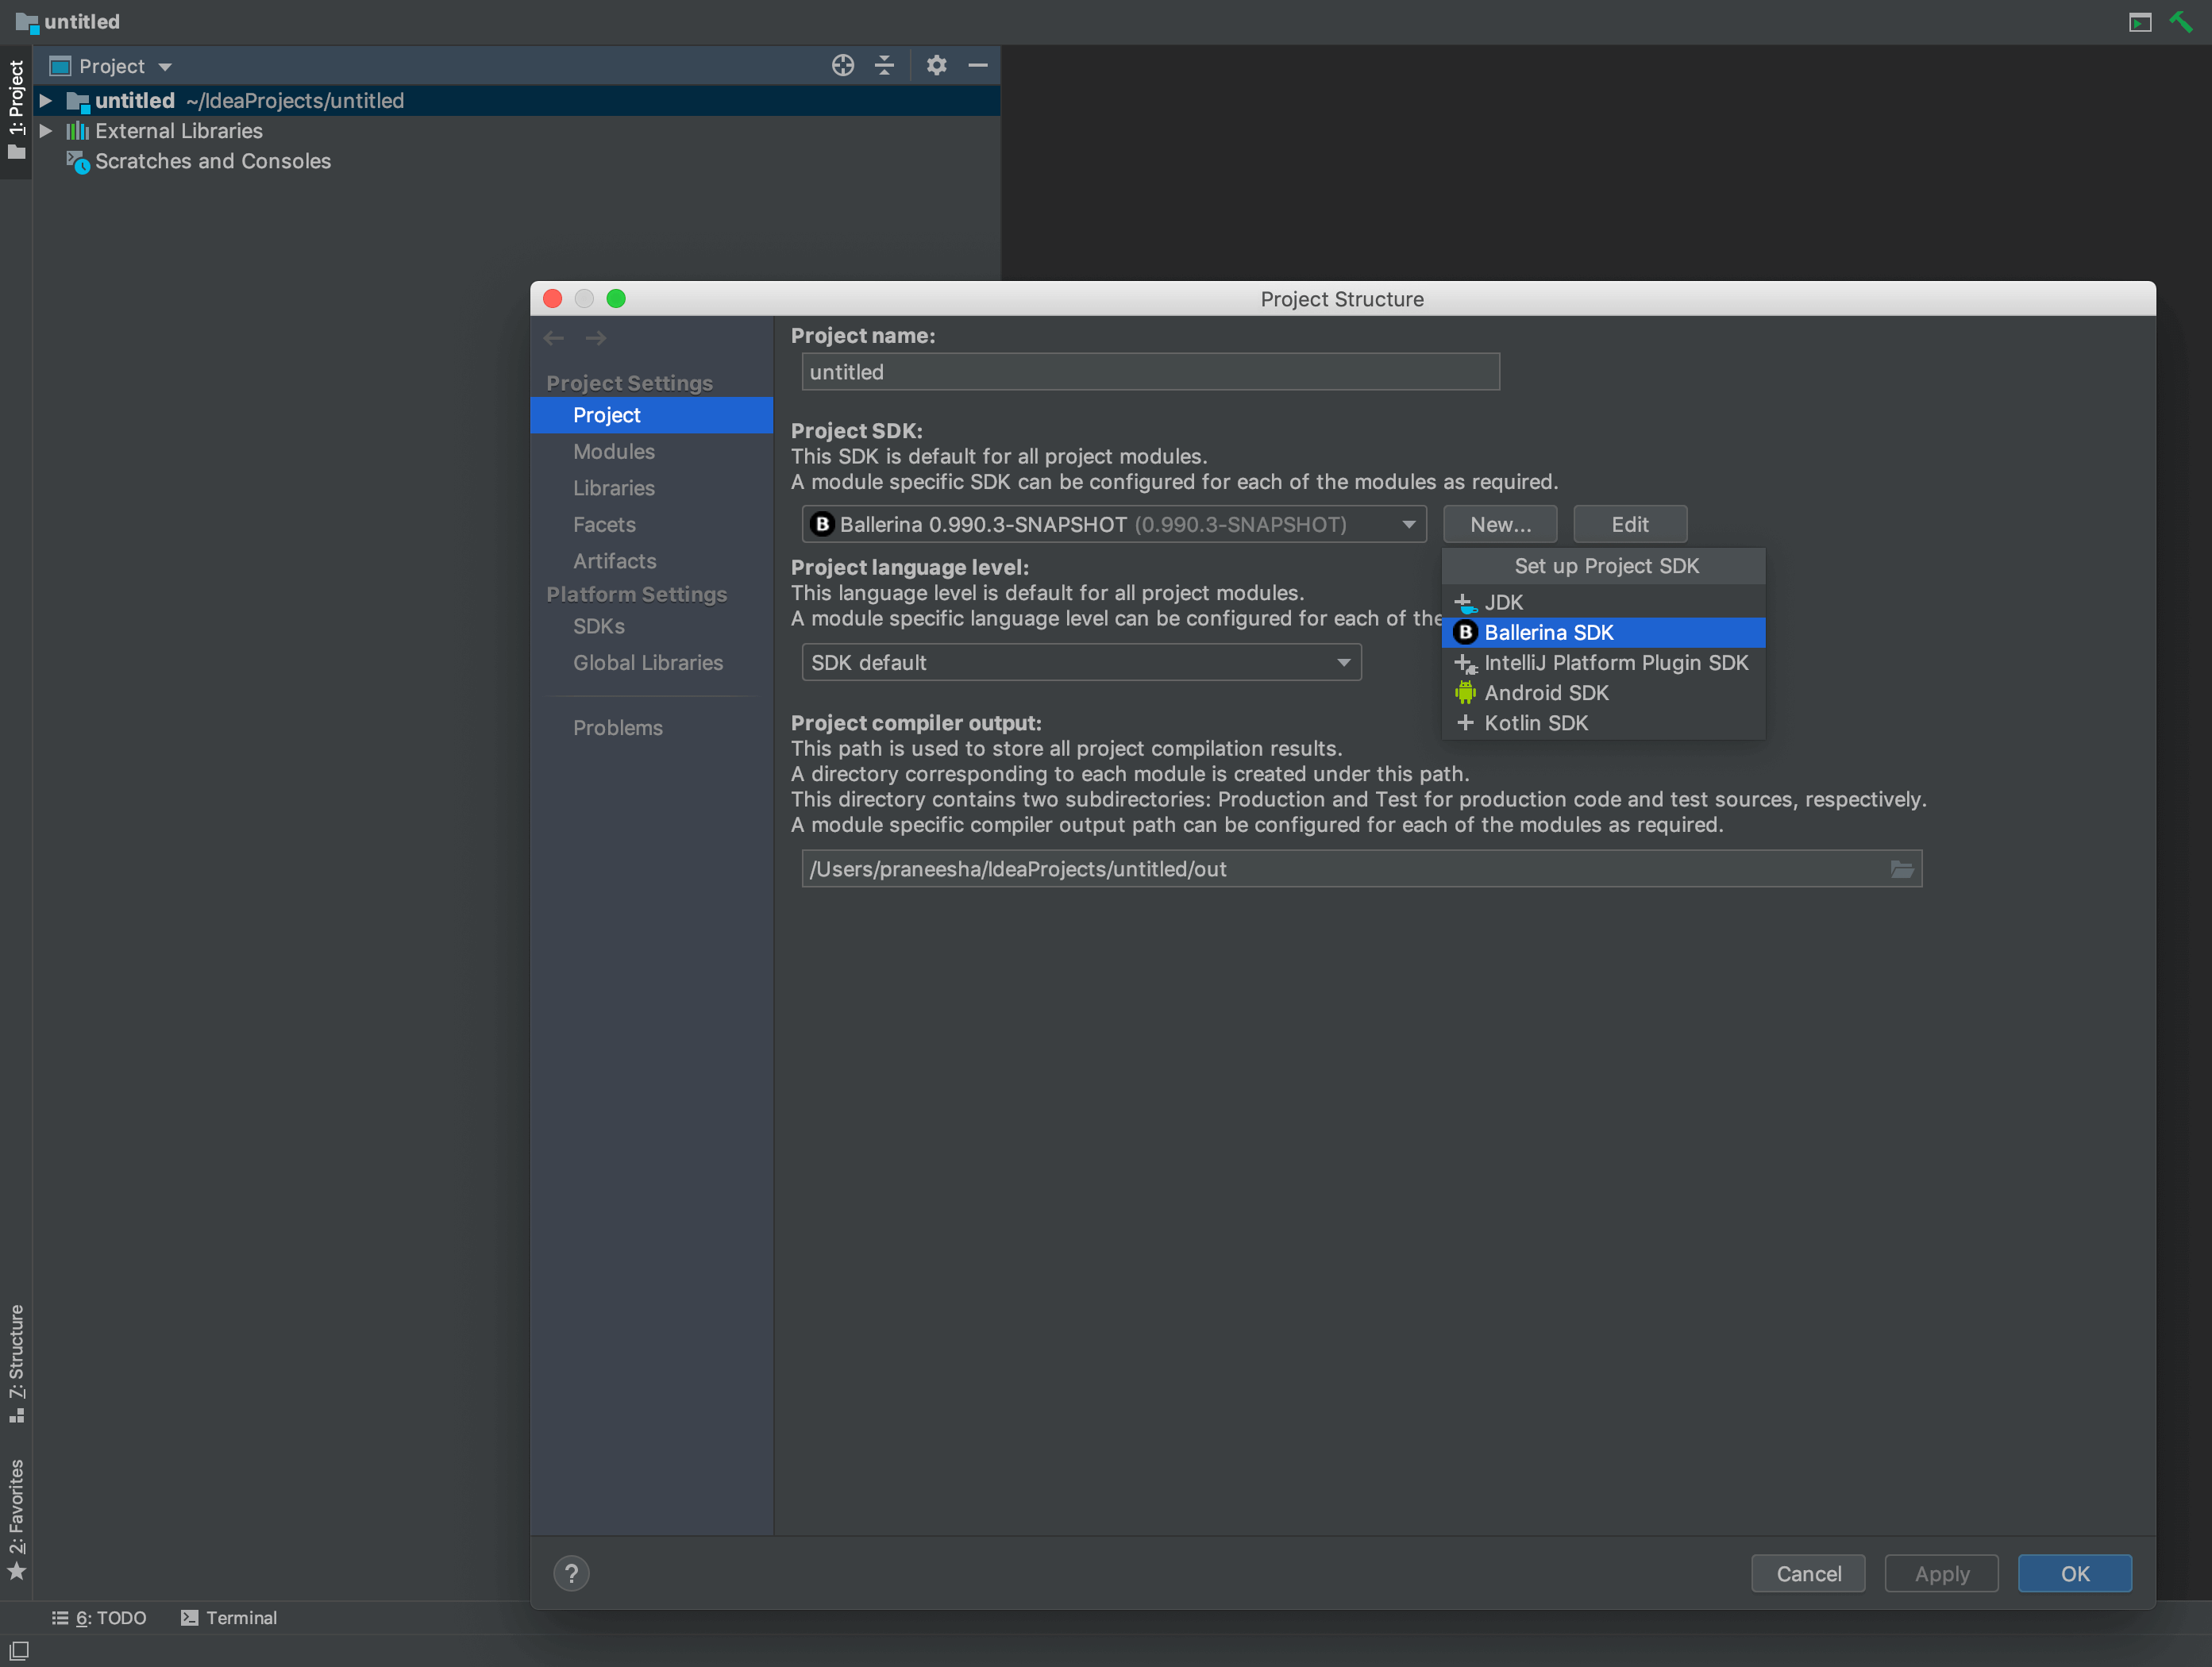 untitled
1: Project
Project
untitled ~/IdeaProjects/untitled
External Libraries
Scratches and Consoles
Project Structure
Project Settings
Project
Modules
Libraries
Facets
Artifacts
Platform Settings
SDKs
Global Libraries
Problems
Project name:
untitled
Project SDK:
This SDK is default for all project modules.
A module specific SDK can be configured for each of the modules as required.
B Ballerina 0.990.3-SNAPSHOT (0.990.3-SNAPSHOT)
New...
Edit
Set up Project SDK
JDK
B Ballerina SDK
IntelliJ Platform Plugin SDK
Android SDK
Kotlin SDK
Project language level:
This language level is default for all project modules.
A module specific language level can be configured for each of the
SDK default
Project compiler output:
This path is used to store all project compilation results.
A directory corresponding to each module is created under this path.
This directory contains two subdirectories: Production and Test for production code and test sources, respectively.
A module specific compiler output path can be configured for each of the modules as required.
/Users/praneesha/IdeaProjects/untitled/out
?
Cancel
Apply
OK
7: Structure
2: Favorites
6: TODO
Terminal